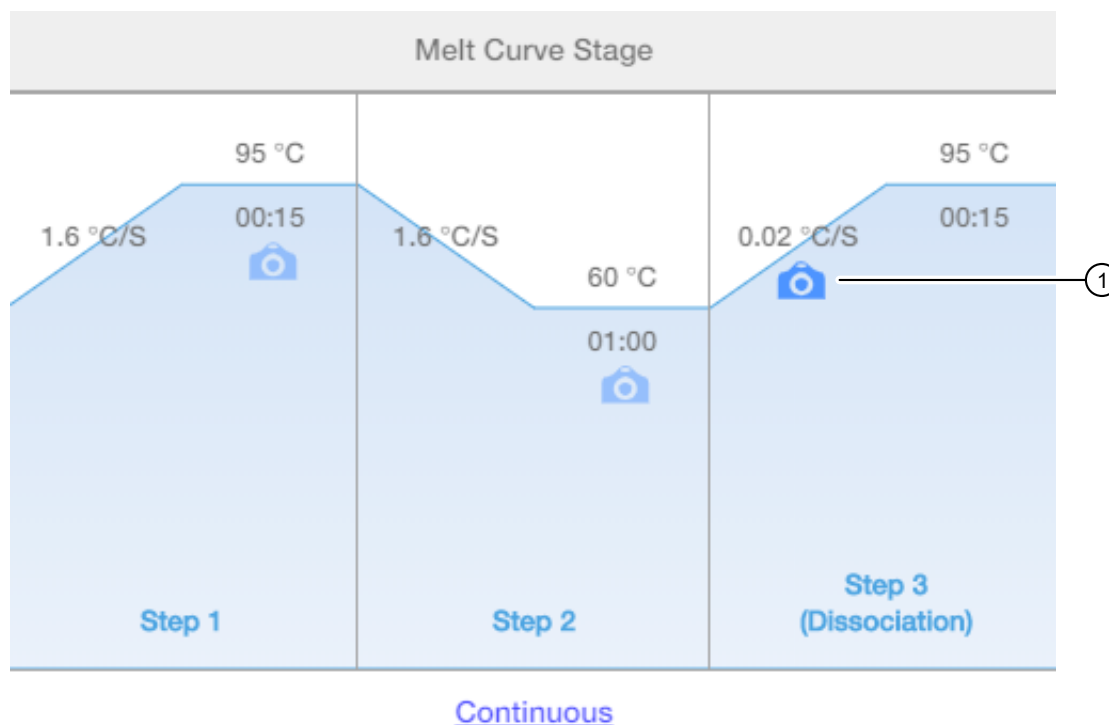 Melt Curve Stage
95 °C
1.6 °C/S
00:15
Step 1
1.6 °C/S
60 °C
01:00
Step 2
95 °C
0.02 °C/S
00:15
Step 3
(Dissociation)
1
Continuous